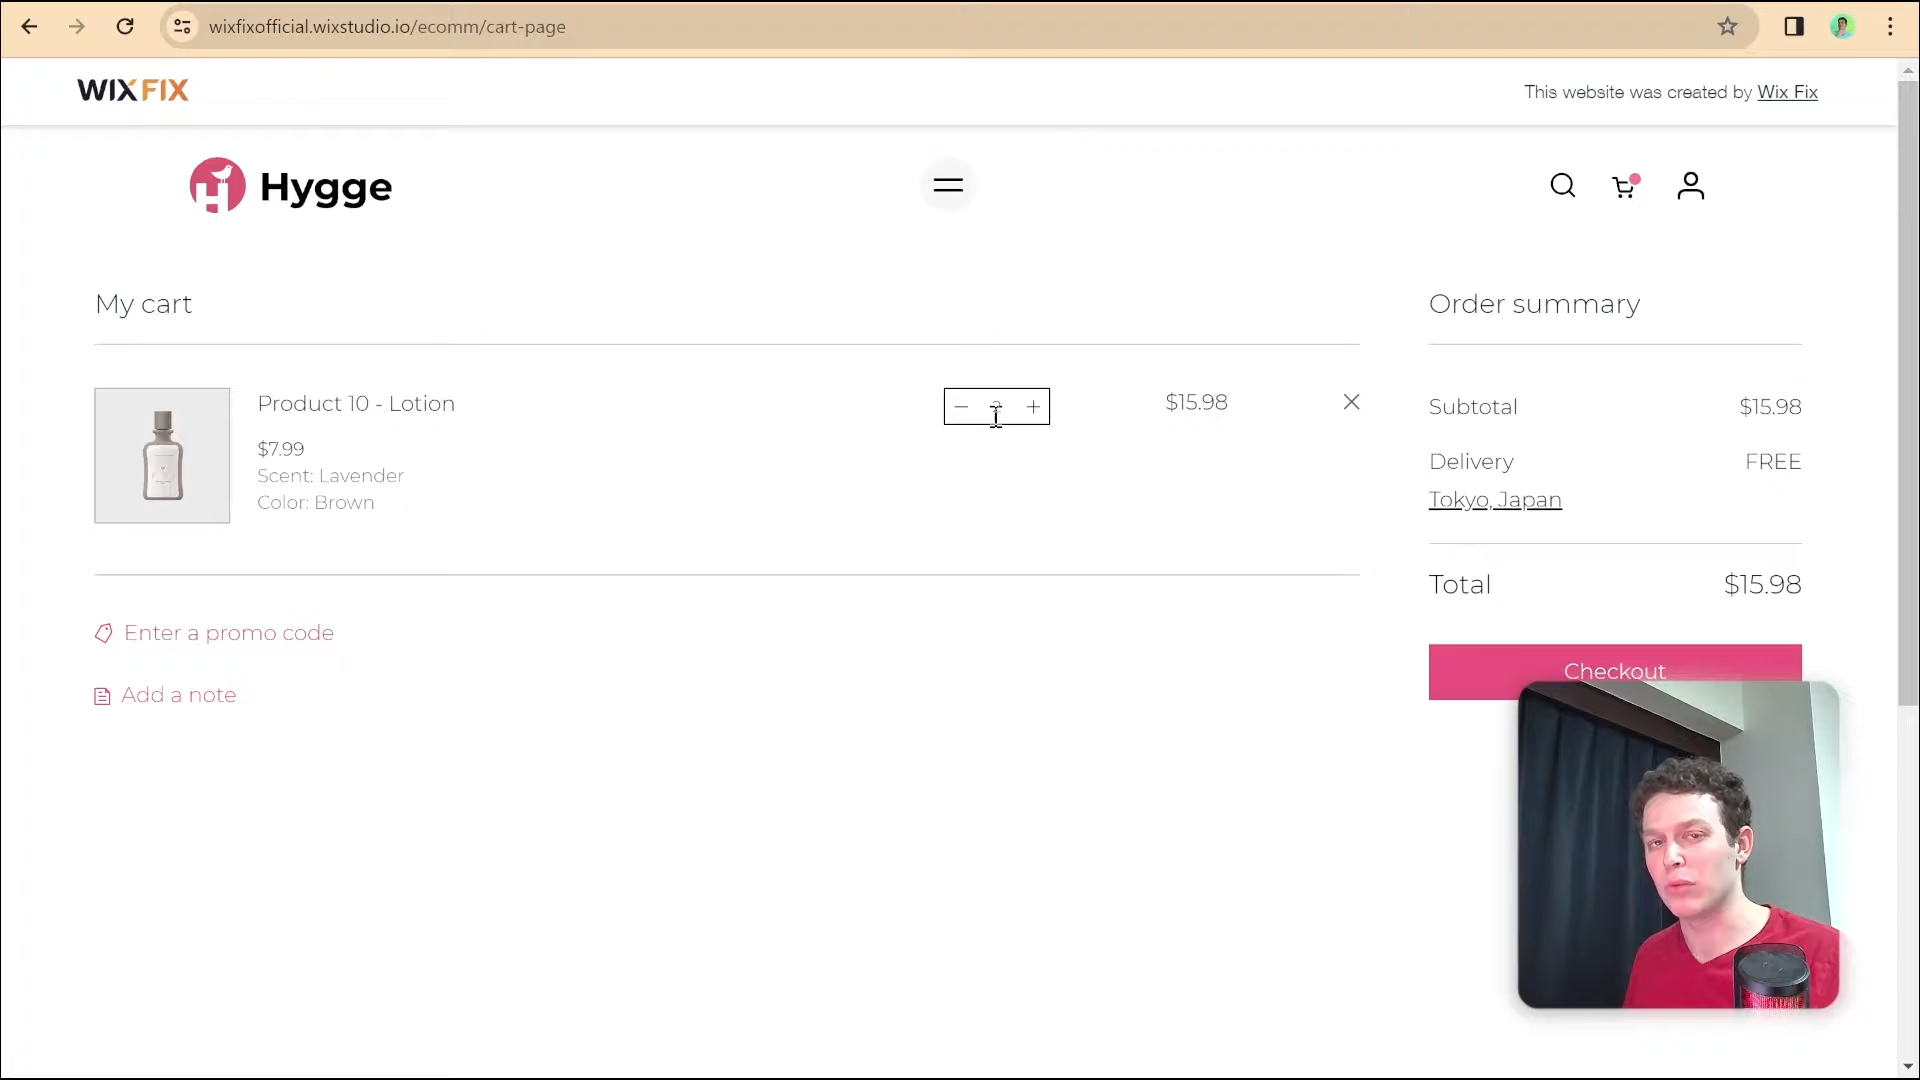 wixfixofficial.wixstudio.io/ecomm/cart-page
WIXFIX
This website was created by Wix Fix
Hygge
My cart
Order summary
Product 10 - Lotion
$15.98
$7.99
Scent: Lavender
Color: Brown
Subtotal $15.98
Delivery FREE
Tokyo, Japan
Total $15.98
Enter a promo code
Checkout
Add a note